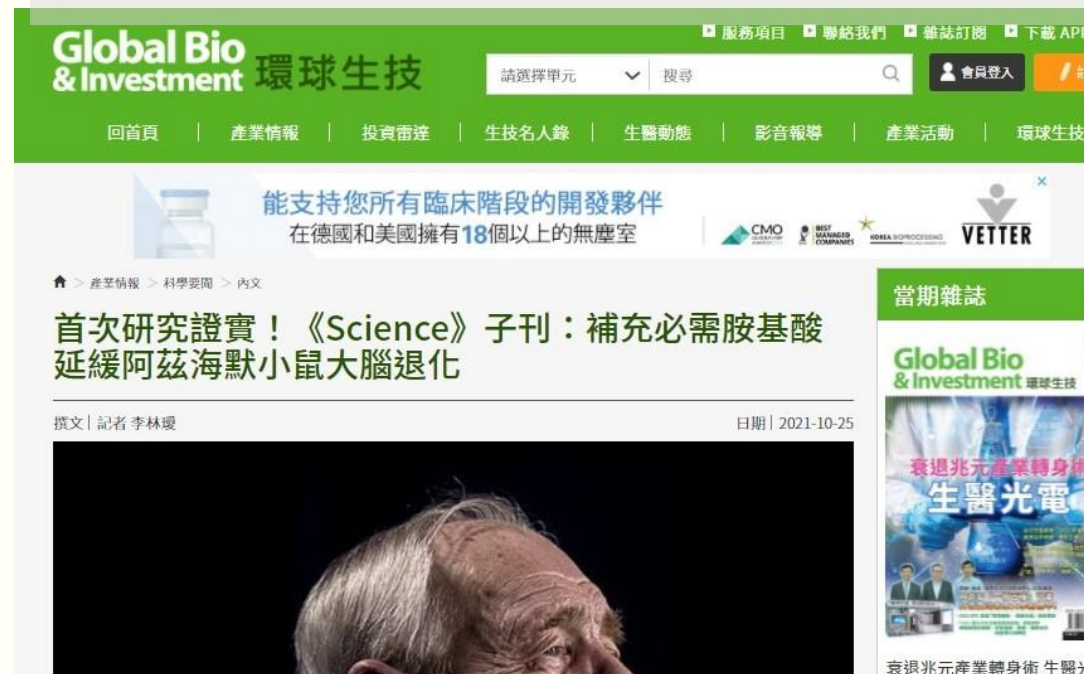 服務項目 聯絡我們 雜誌訂閱 下載 APP
Global Bio
&Investment 環球生技
請選擇單元 搜尋
會員登入
回首頁 | 產業情報 | 投資雷達 | 生技名人錄 | 生醫動態 | 影音報導 | 產業活動 | 環球生技
能支持您所有臨床階段的開發夥伴
在德國和美國擁有18個以上的無塵室
CMO
BEST MANAGED COMPANIES
VETTER
產業情報 > 科學要聞 > 內文
首次研究證實！《Science》子刊：補充必需胺基酸
延緩阿茲海默小鼠大腦退化
撰文 | 記者 李林璦
日期 | 2021-10-25
當期雜誌
Global Bio
&Investment 環球生技
衰退兆元產業轉身術
生醫光電
衰退兆元產業轉身術 生醫光